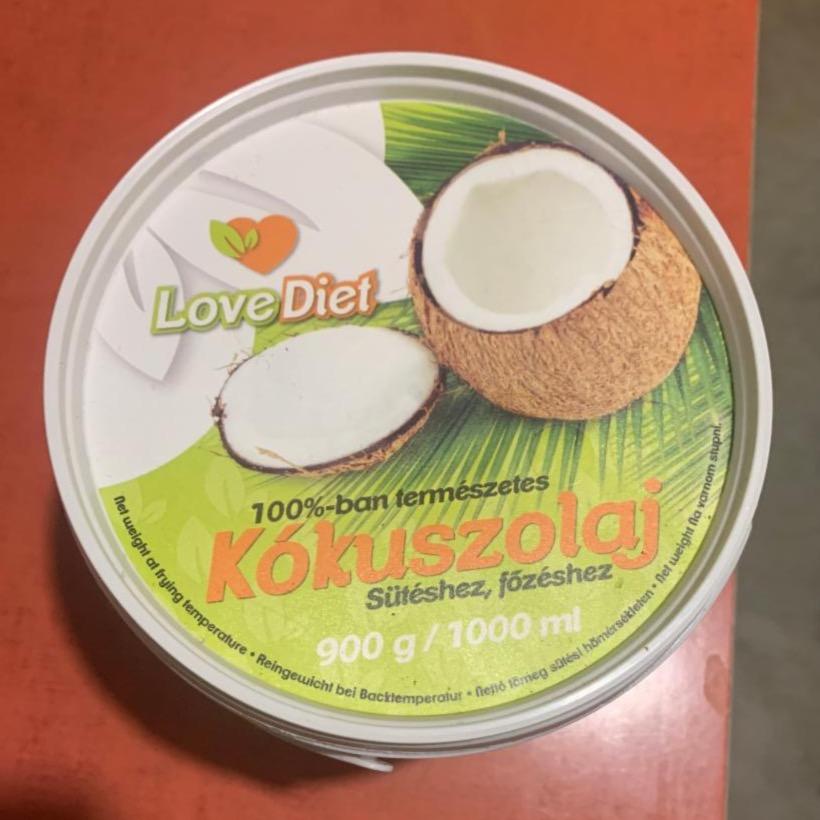 LoveDiet
100%-ban természetes
Kókuszolaj
Sütéshez, főzéshez
900 g / 1000 ml
Net weight at frying temperature • Reingewicht bei Backtemperatur • Nettó tömeg sütési hőmérsékleten • Net weight na varnom stupni.